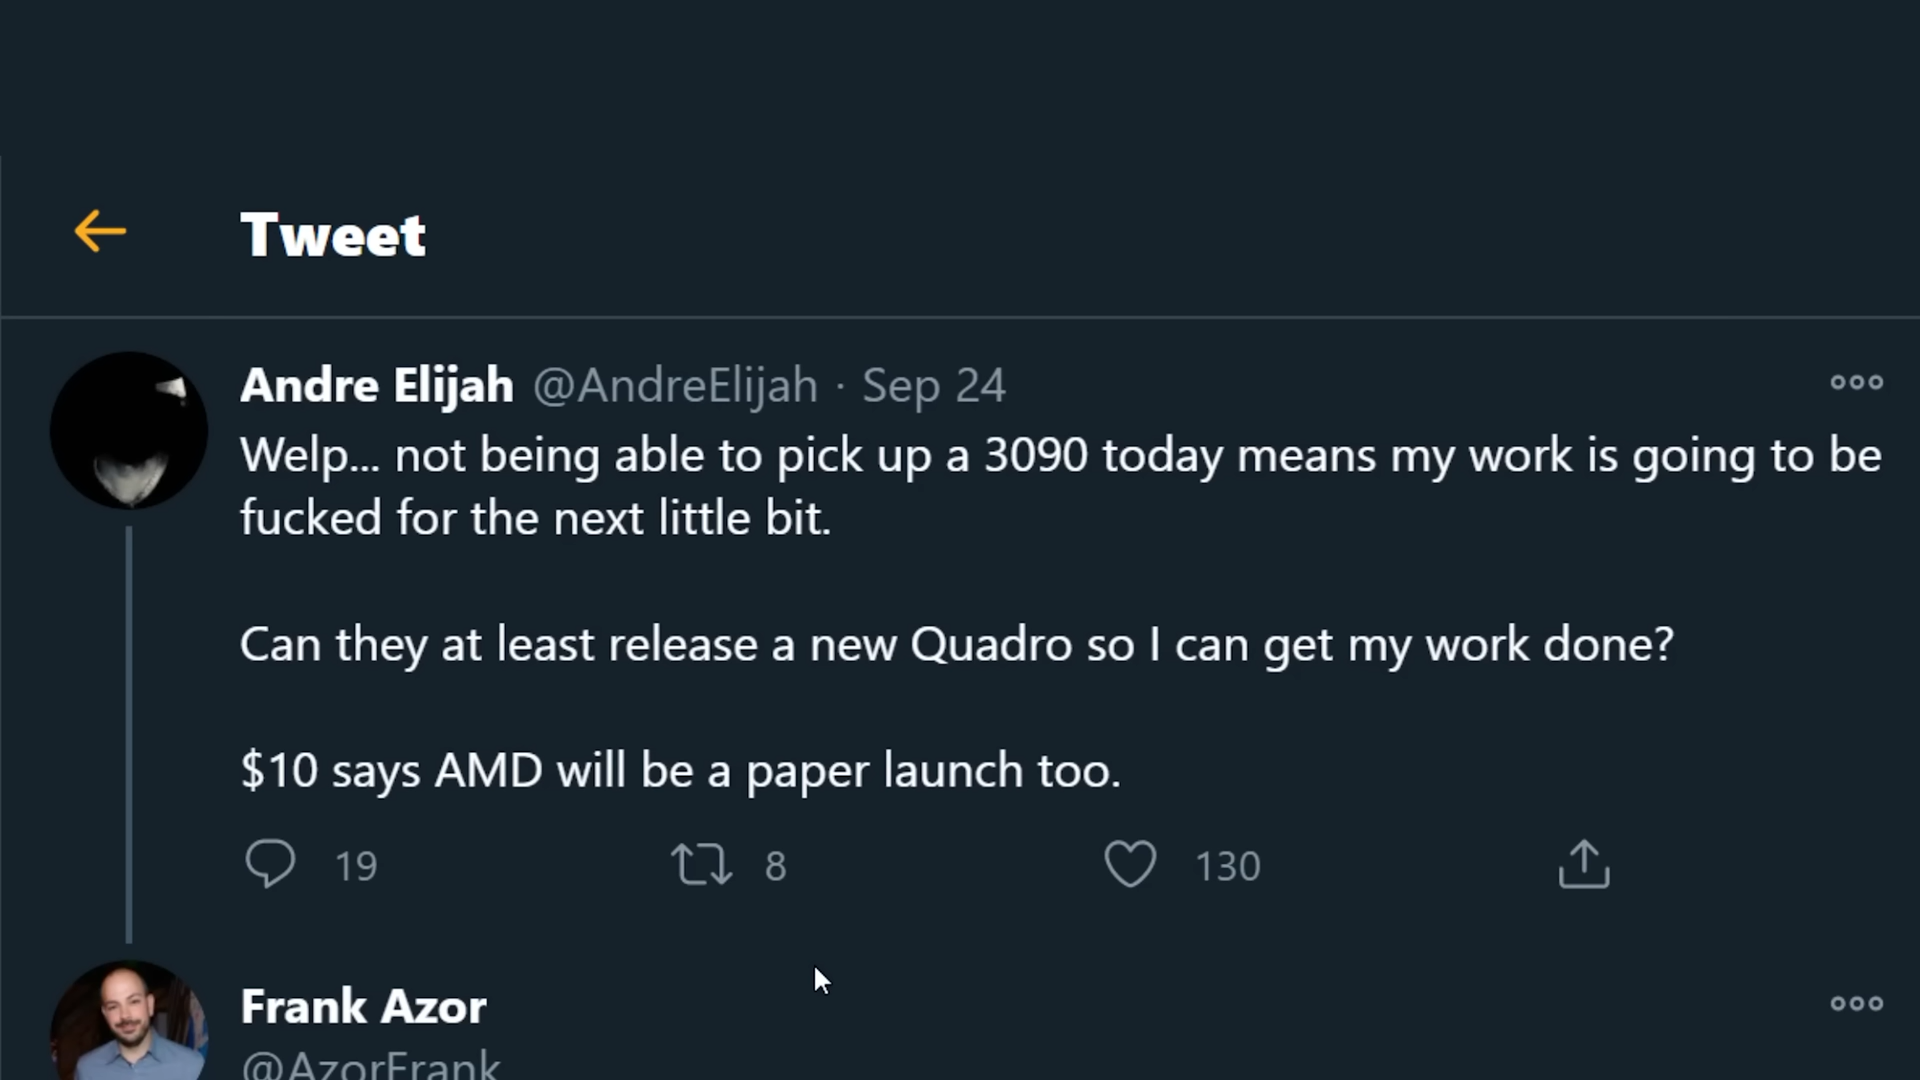 Tweet
Andre Elijah @AndreElijah · Sep 24
Welp... not being able to pick up a 3090 today means my work is going to be
fucked for the next little bit.
Can they at least release a new Quadro so I can get my work done?
$10 says AMD will be a paper launch too.
19 8 130
Frank Azor
@AzorFrank